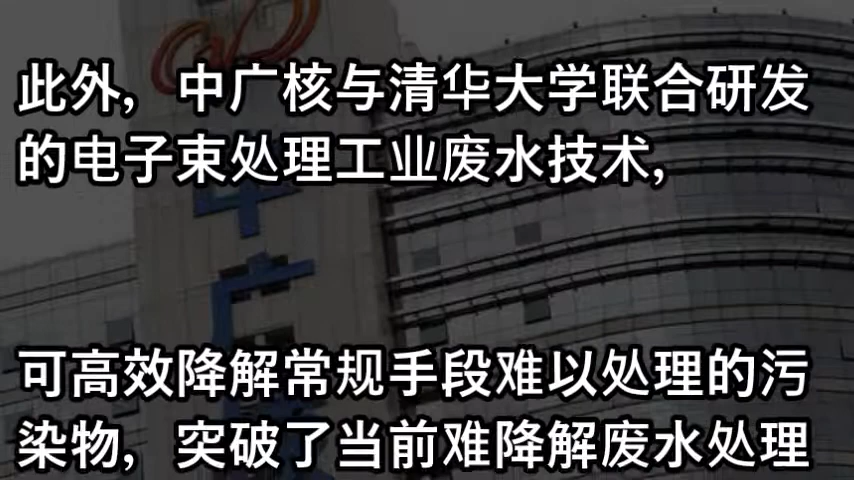 此外，中广核与清华大学联合研发
的电子束处理工业废水技术，
可高效降解常规手段难以处理的污
染物，突破了当前难降解废水处理